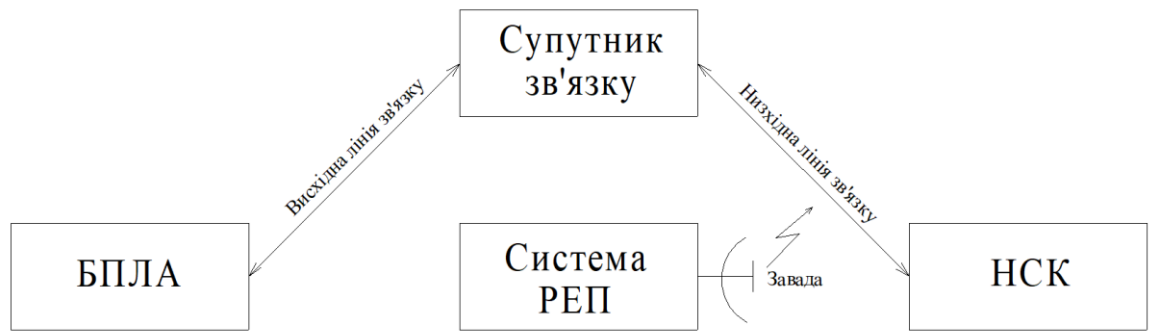 Супутник
зв'язку
Висхідна лінія зв'язку
Низхідна лінія зв'язку
БПЛА
Система
РЕП
Завада
НСК